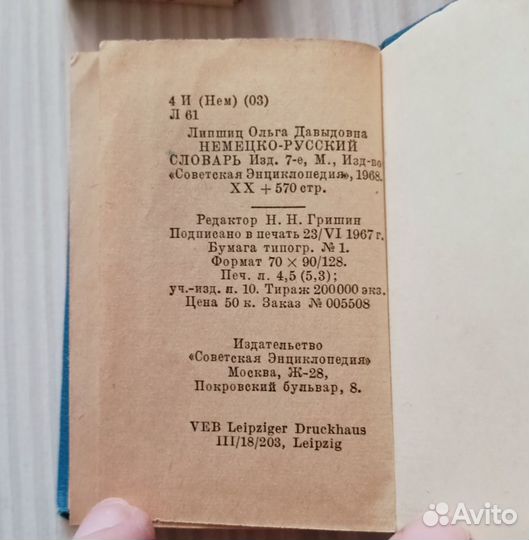 4 И (Нем) (03)
Л 61
Липшиц Ольга Давыдовна
НЕМЕЦКО-РУССКИЙ
СЛОВАРЬ Изд. 7-е, М., Изд-во
«Советская Энциклопедия», 1968.
XX + 570 стр.
Редактор Н. Н. Гришин
Подписано в печать 23/VI 1967 г.
Бумага типогр. № 1.
Формат 70 × 90/128.
Печ. л. 4,5 (5,3);
уч.-изд. л. 10. Тираж 200 000 экз.
Цена 50 к. Заказ № 005508
Издательство
«Советская Энциклопедия»
Москва, Ж-28,
Покровский бульвар, 8.
VEB Leipziger Druckhaus
III/18/203, Leipzig
Avito